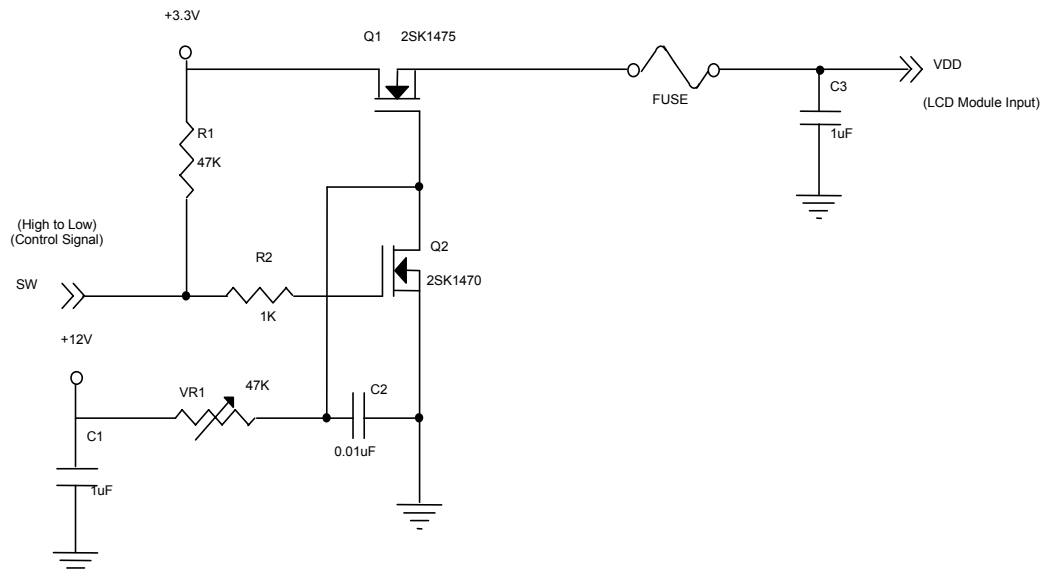 +3.3V
Q1 2SK1475
VDD
FUSE
C3
(LCD Module Input)
1uF
R1
47K
(High to Low)
(Control Signal)
Q2
R2
2SK1470
SW
1K
+12V
VR1
47K
C2
C1
0.01uF
1uF